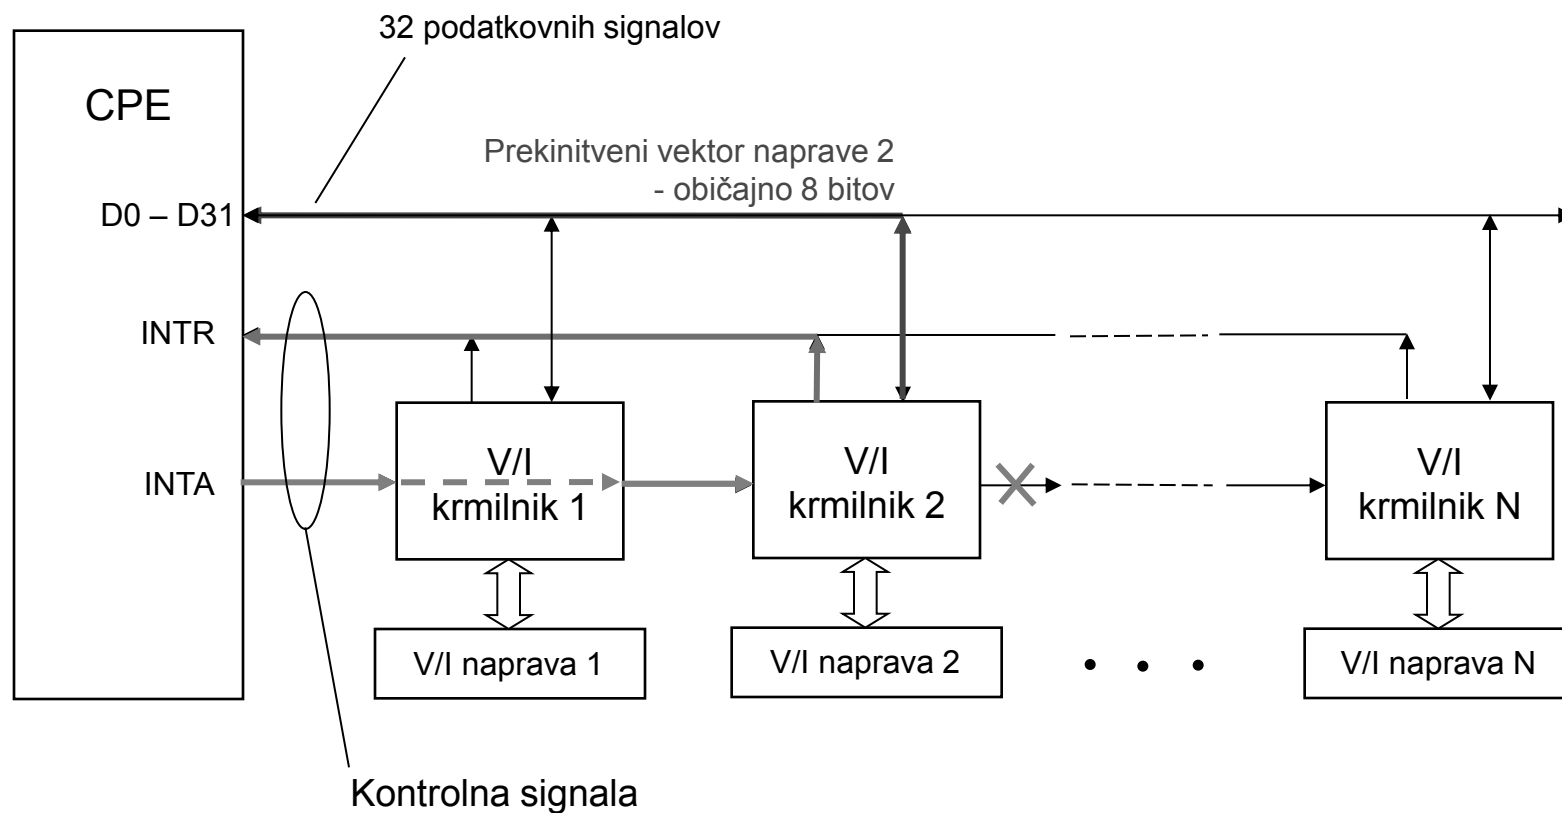 32 podatkovnih signalov
CPE
Prekinitveni vektor naprave 2
- običajno 8 bitov
D0 – D31
INTR
INTA
V/I
krmilnik 1
V/I
krmilnik 2
V/I
krmilnik N
V/I naprava 1
V/I naprava 2
V/I naprava N
Kontrolna signala